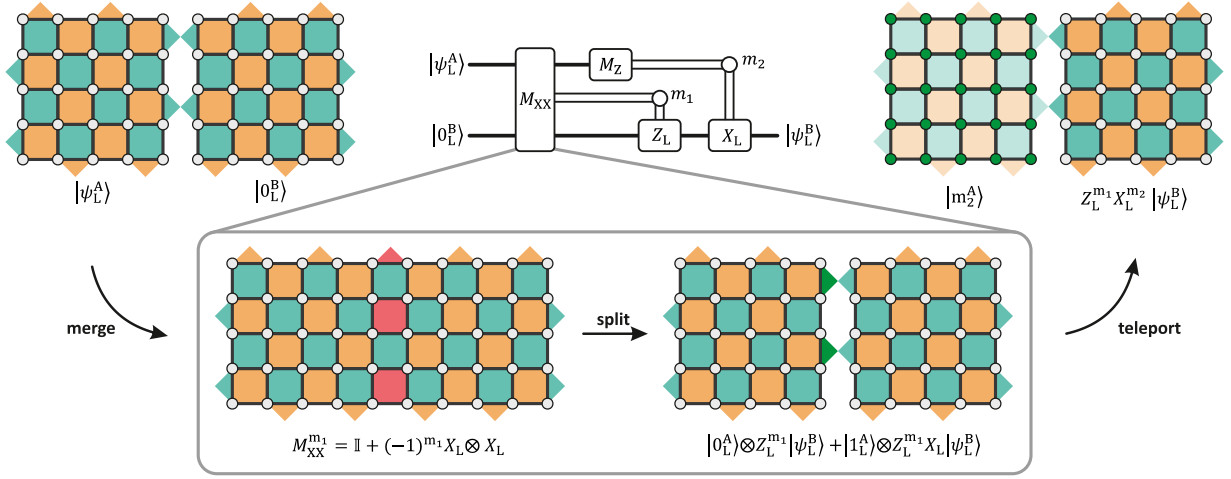 |ψ_L^A⟩
|0_L^B⟩
|ψ_L^A⟩
|0_L^B⟩
M_XX
M_Z
m_1
m_2
Z_L
X_L
|ψ_L^B⟩
|m_2^A⟩
Z_L^{m_1} X_L^{m_2} |ψ_L^B⟩
merge
split
teleport
M_XX^{m_1} = 𝕀 + (-1)^{m_1} X_L ⊗ X_L
|0_L^A⟩⊗Z_L^{m_1}|ψ_L^B⟩ + |1_L^A⟩⊗Z_L^{m_1}X_L|ψ_L^B⟩